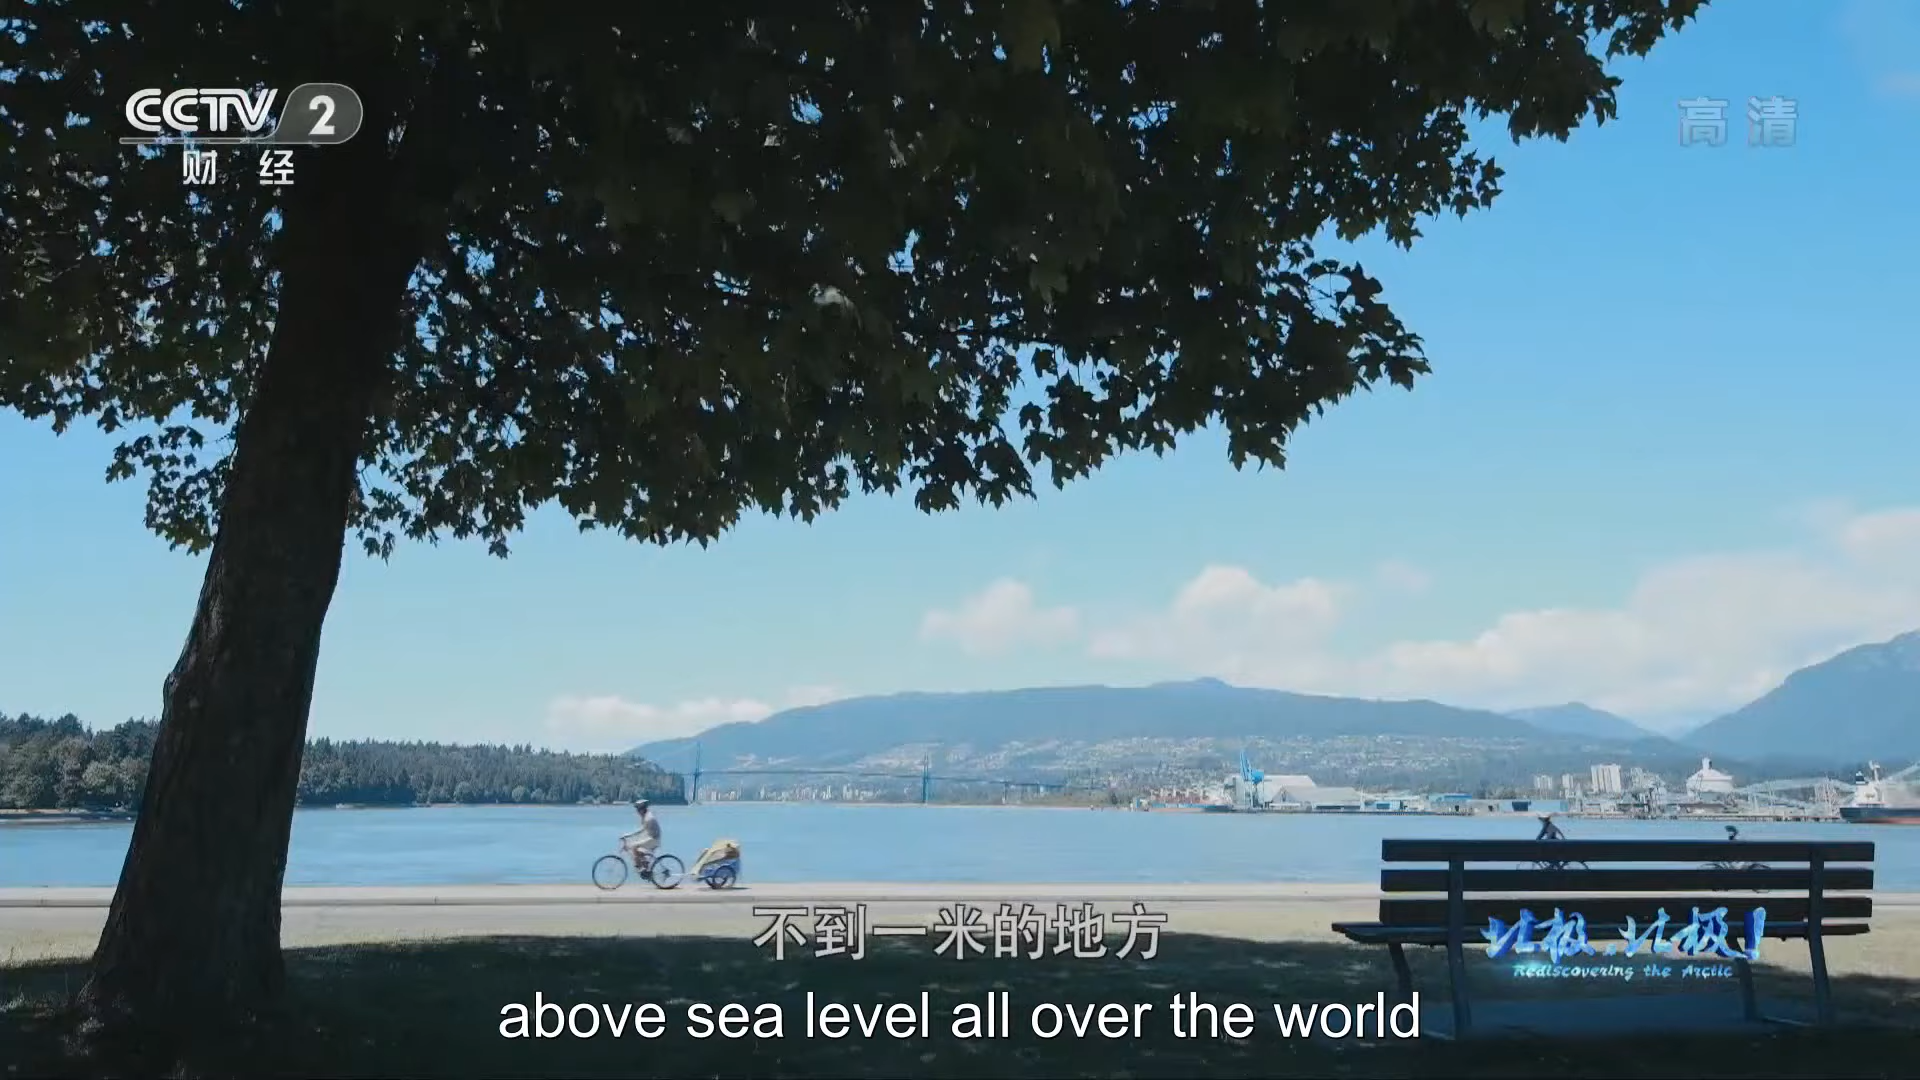 CCTV 2
财 经
高清
不到一米的地方
北极，北极！
Rediscovering the Arctic
above sea level all over the world